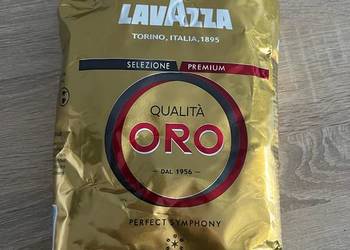 LAVAZZA
TORINO, ITALIA, 1895
SELEZIONE PREMIUM
QUALITÀ
ORO
DAL 1956
PERFECT SYMPHONY